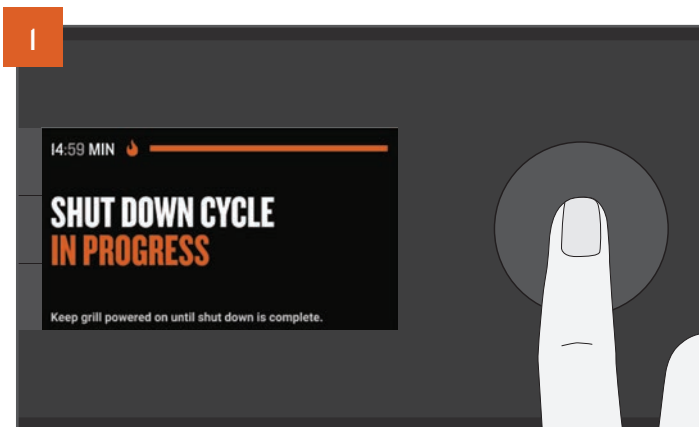 1
14:59 MIN
SHUT DOWN CYCLE
IN PROGRESS
Keep grill powered on until shut down is complete.